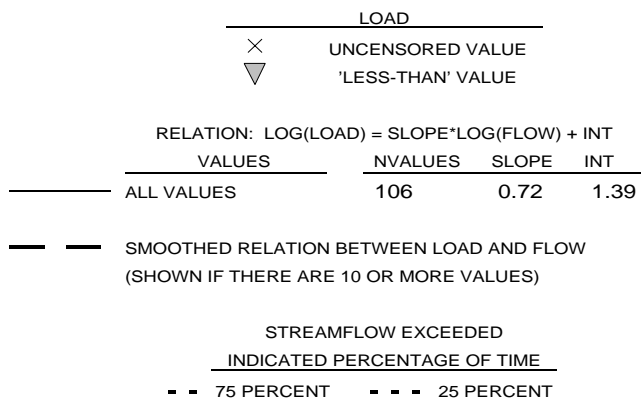 LOAD
UNCENSORED VALUE
'LESS-THAN' VALUE
RELATION: LOG(LOAD) = SLOPE*LOG(FLOW) + INT
VALUES NVALUES SLOPE INT
ALL VALUES 106 0.72 1.39
SMOOTHED RELATION BETWEEN LOAD AND FLOW
(SHOWN IF THERE ARE 10 OR MORE VALUES)
STREAMFLOW EXCEEDED
INDICATED PERCENTAGE OF TIME
75 PERCENT 25 PERCENT